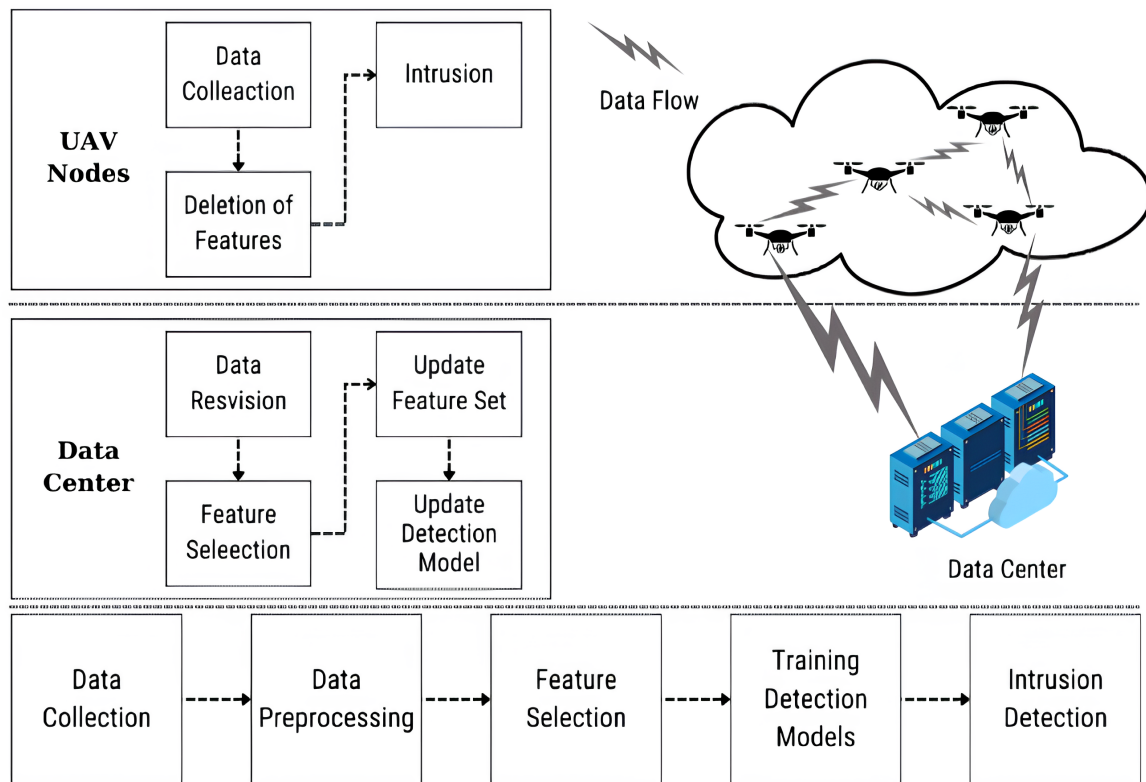 UAV
Nodes
Data
Colleaction
Deletion of
Features
Intrusion
Data Flow
Data
Center
Data
Resvision
Feature
Seleection
Update
Feature Set
Update
Detection
Model
Data Center
Data
Collection
Data
Preprocessing
Feature
Selection
Training
Detection
Models
Intrusion
Detection